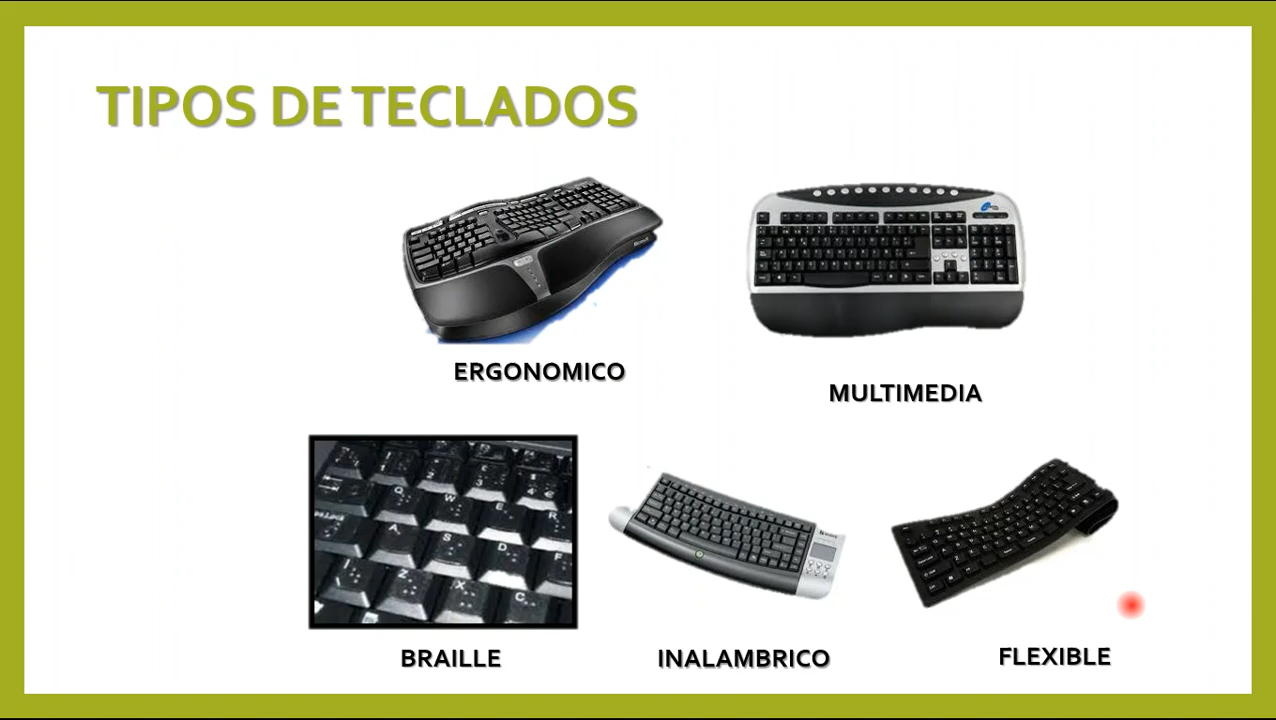 TIPOS DE TECLADOS
ERGONOMICO
MULTIMEDIA
Q W E R
A S D
Z X C
BRAILLE
INALAMBRICO
FLEXIBLE